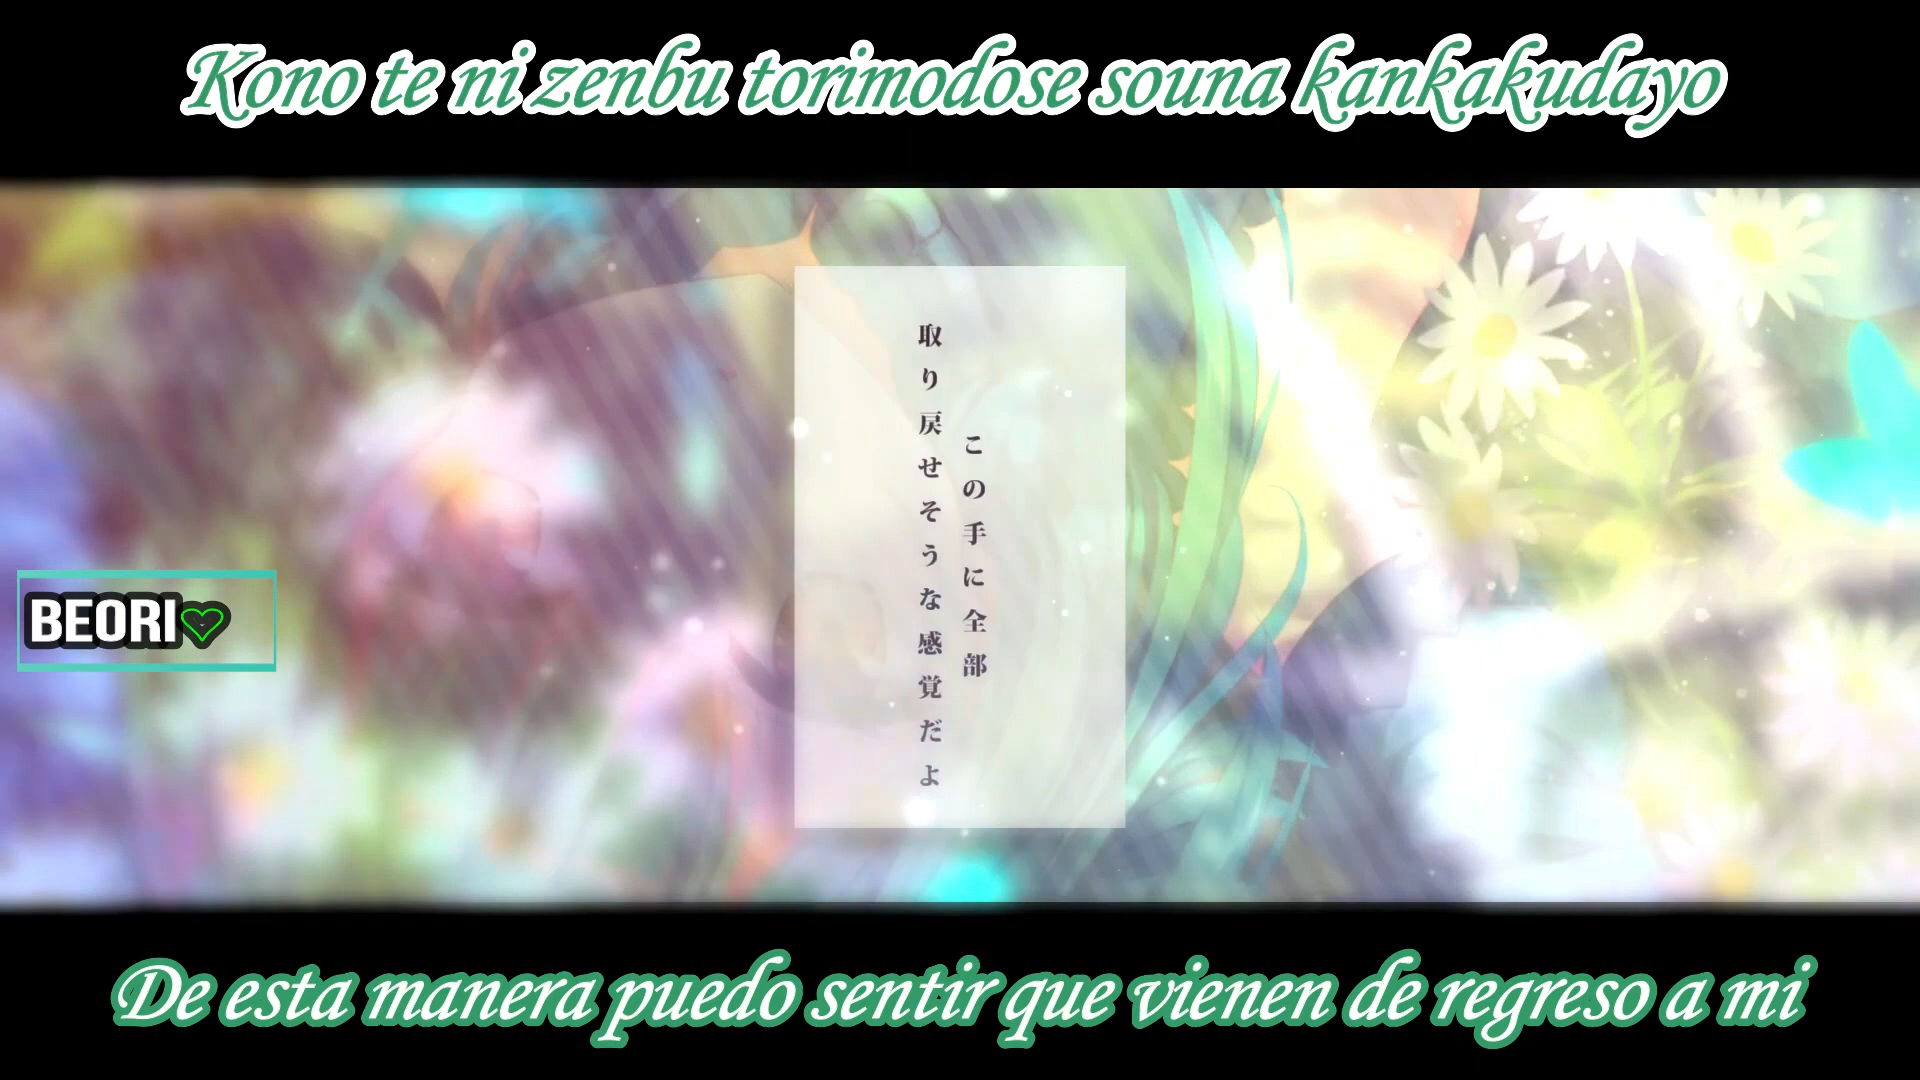 Kono te ni zenbu torimodose souna kankakudayo
この手に全部
取り戻せそうな感覚だよ
BEORI
De esta manera puedo sentir que vienen de regreso a mi